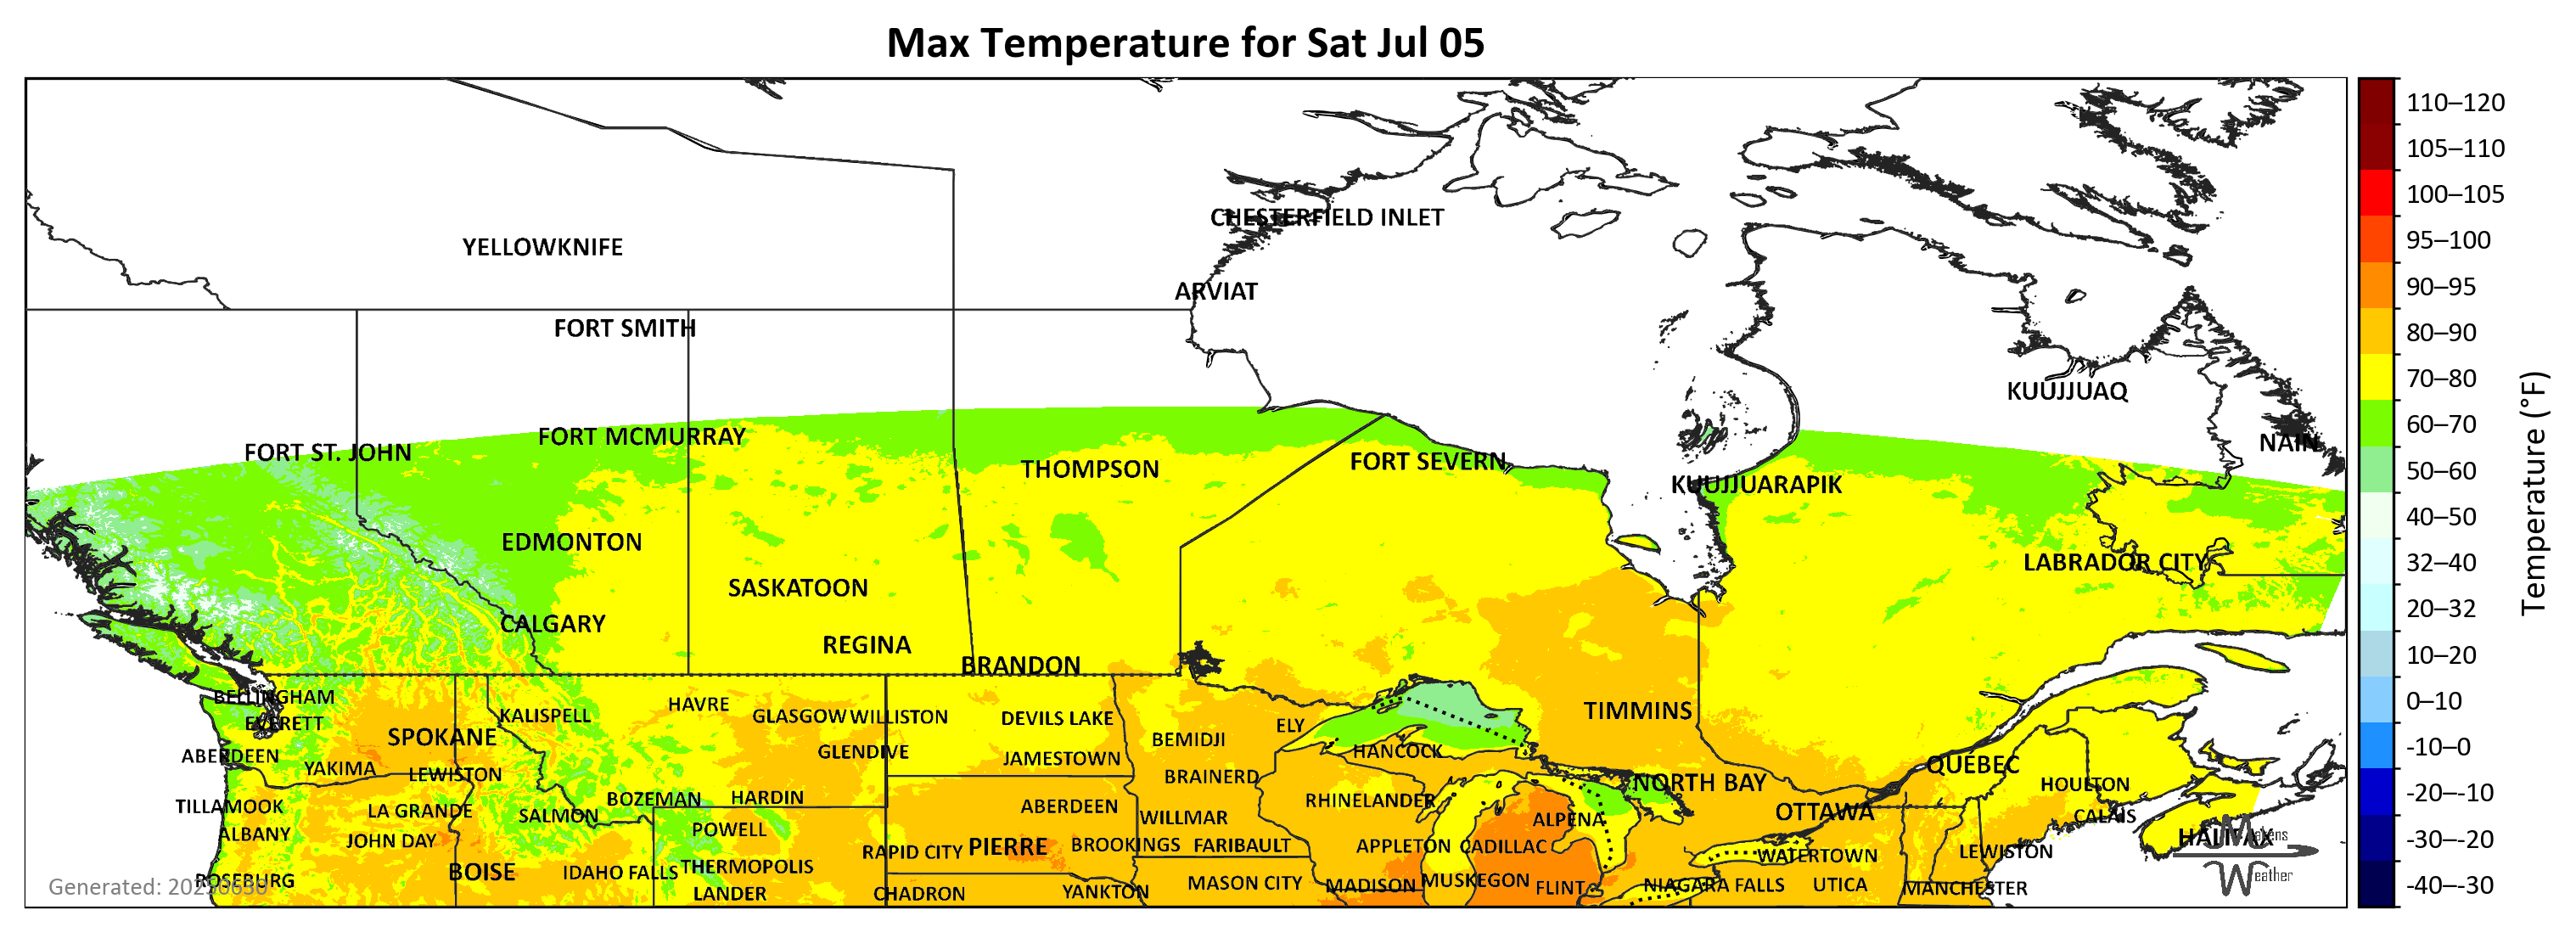 Max Temperature for Sat Jul 05
CHESTERFIELD INLET
YELLOWKNIFE
ARVIAT
FORT SMITH
KUUJJUAQ
FORT MCMURRAY
FORT ST. JOHN
NAIN
THOMPSON
FORT SEVERN
KUUJJUARAPIK
EDMONTON
LABRADOR CITY
SASKATOON
CALGARY
REGINA
BRANDON
BELLINGHAM
HAVRE
KALISPELL
GLASGOW
WILLISTON
DEVILS LAKE
TIMMINS
EVERETT
ELY
SPOKANE
BEMIDJI
HANCOCK
GLENDIVE
ABERDEEN
JAMESTOWN
QUÉBEC
YAKIMA
LEWISTON
BRAINERD
NORTH BAY
HOULTON
BOZEMAN
HARDIN
RHINELANDER
TILLAMOOK
LA GRANDE
ABERDEEN
OTTAWA
SALMON
WILLMAR
ALPENA
CALAIS
ALBANY
JOHN DAY
POWELL
HALIFAX
Makens
Weather
RAPID CITY
PIERRE
BROOKINGS
FARIBAULT
APPLETON
CADILLAC
WATERTOWN
LEWISTON
BOISE
IDAHO FALLS
THERMOPOLIS
ROSEBURG
MASON CITY
MADISON
MUSKEGON
FLINT
NIAGARA FALLS
UTICA
MANCHESTER
LANDER
CHADRON
YANKTON
Generated: 20250630
110–120
105–110
100–105
95–100
90–95
80–90
70–80
60–70
50–60
40–50
32–40
20–32
10–20
0–10
-10–0
-20–-10
-30–-20
-40–-30
Temperature (°F)